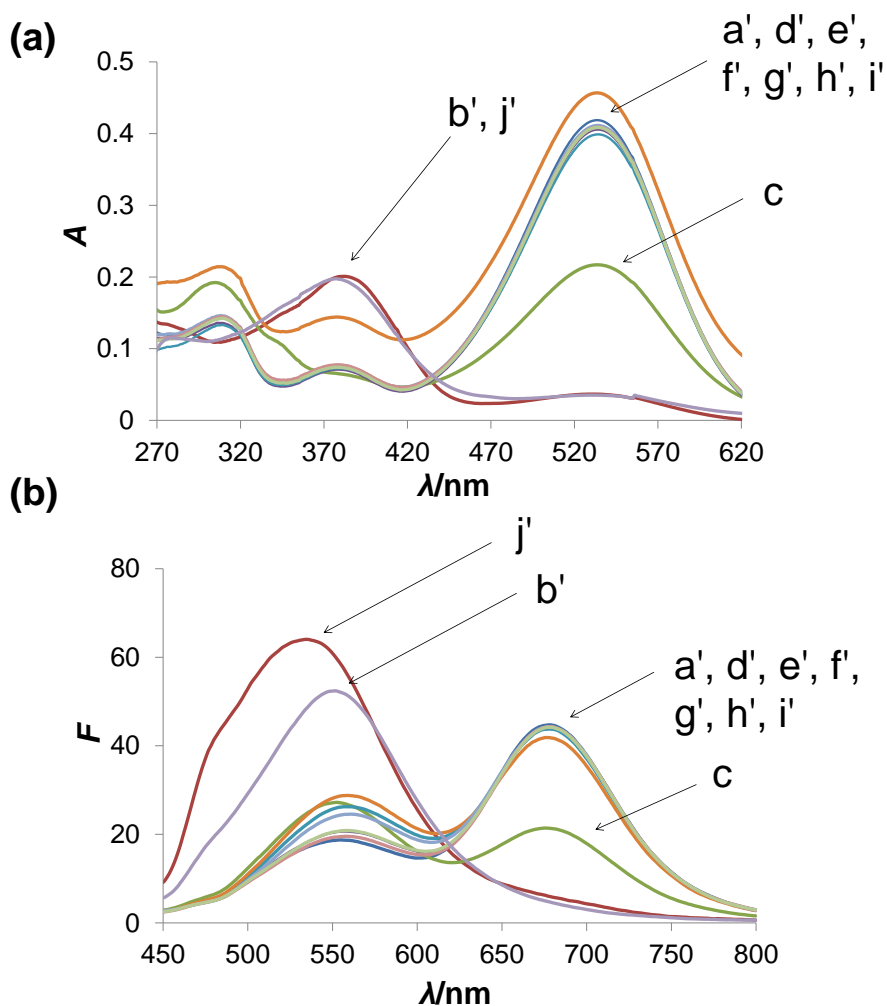 (a)
a', d', e',
f', g', h', i'
b', j'
c
0.5
0.4
0.3
0.2
0.1
0
A
270 320 370 420 470 520 570 620
λ/nm
(b)
j'
b'
a', d', e', f',
g', h', i'
c
80
60
40
20
0
F
450 500 550 600 650 700 750 800
λ/nm